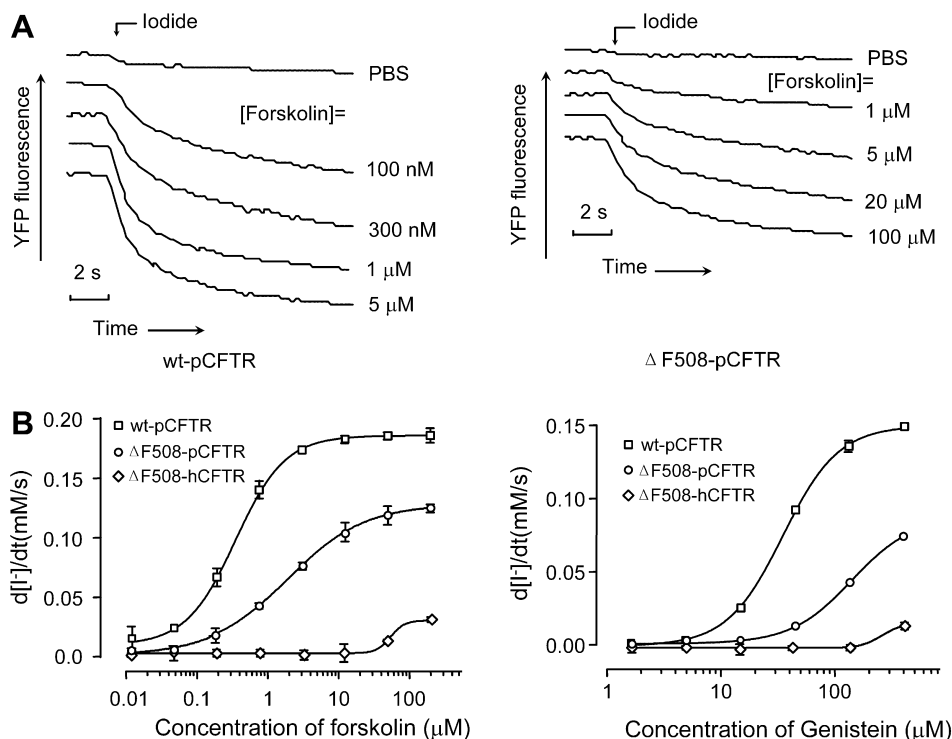 A
Iodide
PBS
[Forskolin]=
100 nM
300 nM
1 μM
5 μM
YFP fluorescence
2 s
Time
wt-pCFTR
Iodide
PBS
[Forskolin]=
1 μM
5 μM
20 μM
100 μM
YFP fluorescence
2 s
Time
Δ F508-pCFTR
B
wt-pCFTR
ΔF508-pCFTR
ΔF508-hCFTR
0.20
0.15
0.10
0.05
0.0
d[I-]/dt(mM/s)
0.01 0.1 1 10 100
Concentration of forskolin (μM)
wt-pCFTR
ΔF508-pCFTR
ΔF508-hCFTR
0.15
0.10
0.05
0.00
d[I-]/dt(mM/s)
1 10 100
Concentration of Genistein (μM)